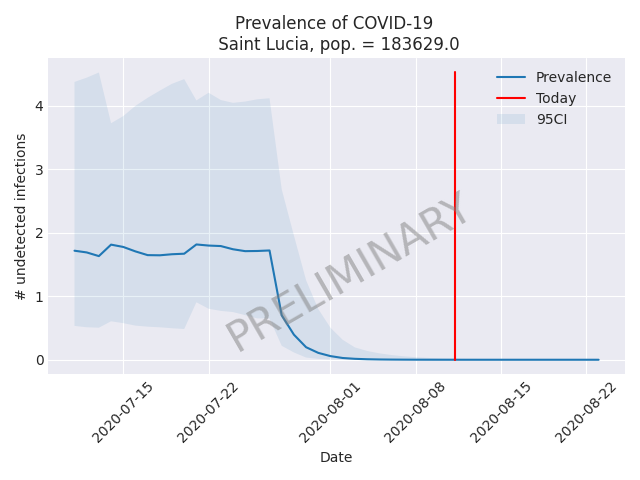 Prevalence of COVID-19
Saint Lucia, pop. = 183629.0
Prevalence
Today
95CI
PRELIMINARY
# undetected infections
4
3
2
1
0
2020-07-15
2020-07-22
2020-08-01
2020-08-08
2020-08-15
2020-08-22
Date